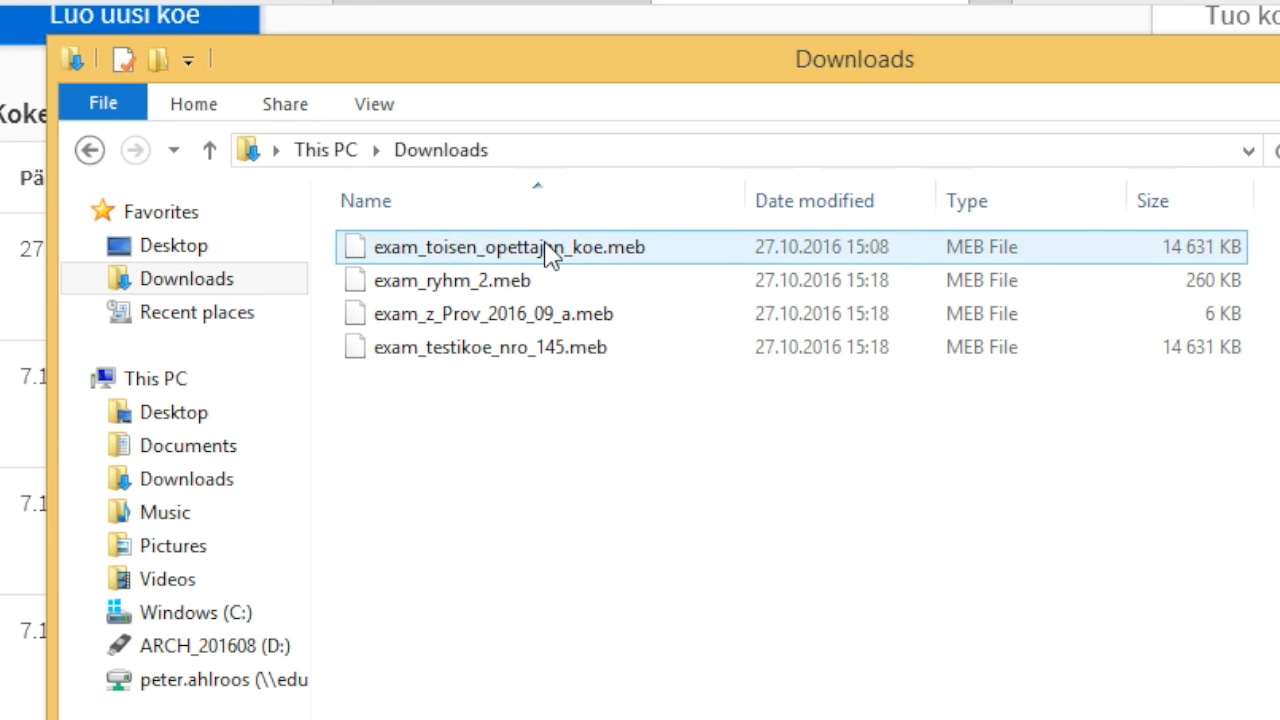 Luo uusi koe
Tuo ko
Downloads
File Home Share View
Koke
This PC Downloads
Pä
Name Date modified Type Size
Favorites
27
Desktop
Downloads
Recent places
exam_toisen_opettajan_koe.meb 27.10.2016 15:08 MEB File 14 631 KB
exam_ryhm_2.meb 27.10.2016 15:18 MEB File 260 KB
exam_z_Prov_2016_09_a.meb 27.10.2016 15:18 MEB File 6 KB
exam_testikoe_nro_145.meb 27.10.2016 15:18 MEB File 14 631 KB
7.1
This PC
Desktop
Documents
Downloads
7.1
Music
Pictures
Videos
Windows (C:)
7.1
ARCH_201608 (D:)
peter.ahlroos (\\edu